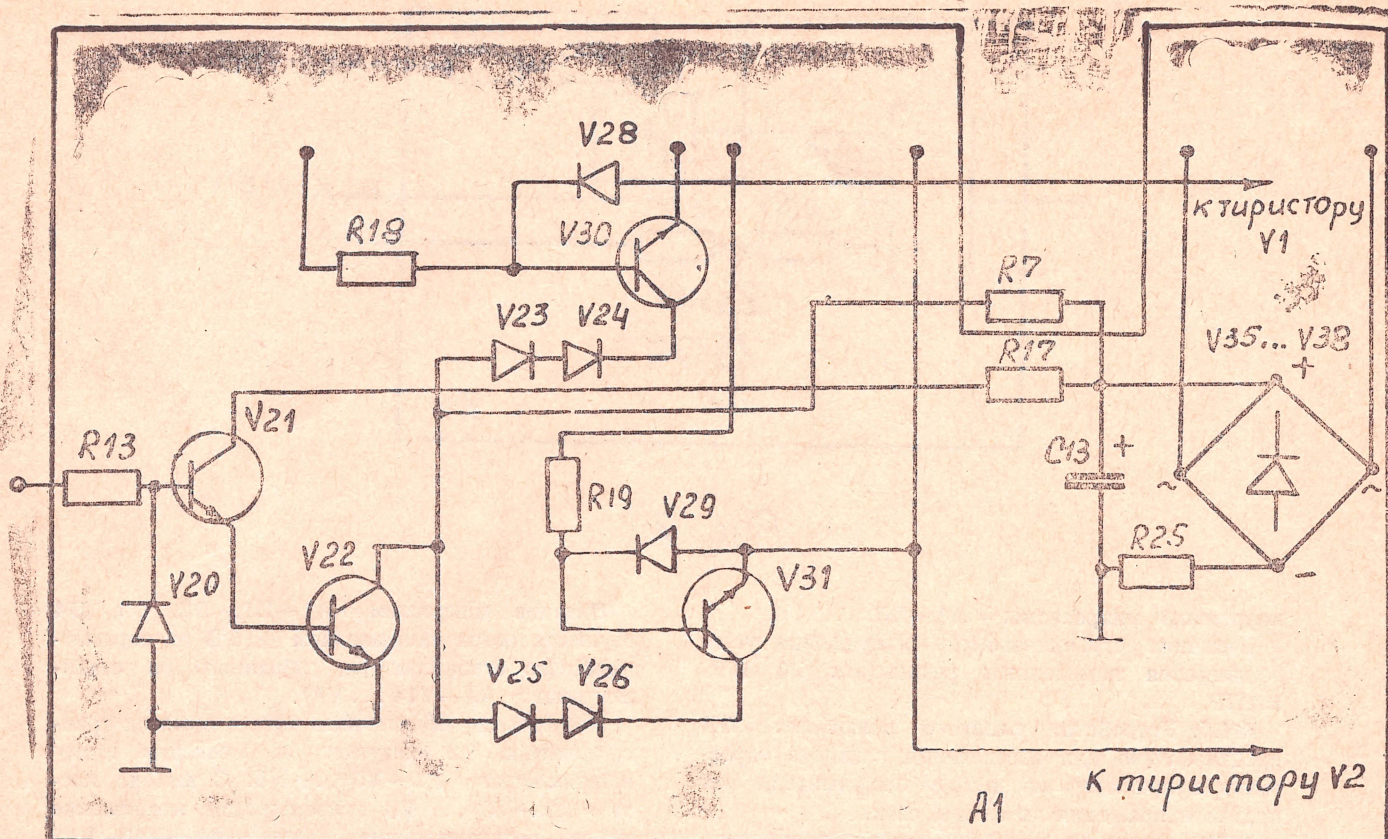 V28
к тиристору
V1
R18
V30
R7
V23
V24
V35...V38
+
R17
V21
R13
C13
+
~
~
R19
V29
R25
V22
V20
V31
-
V25
V26
к тиристору V2
A1